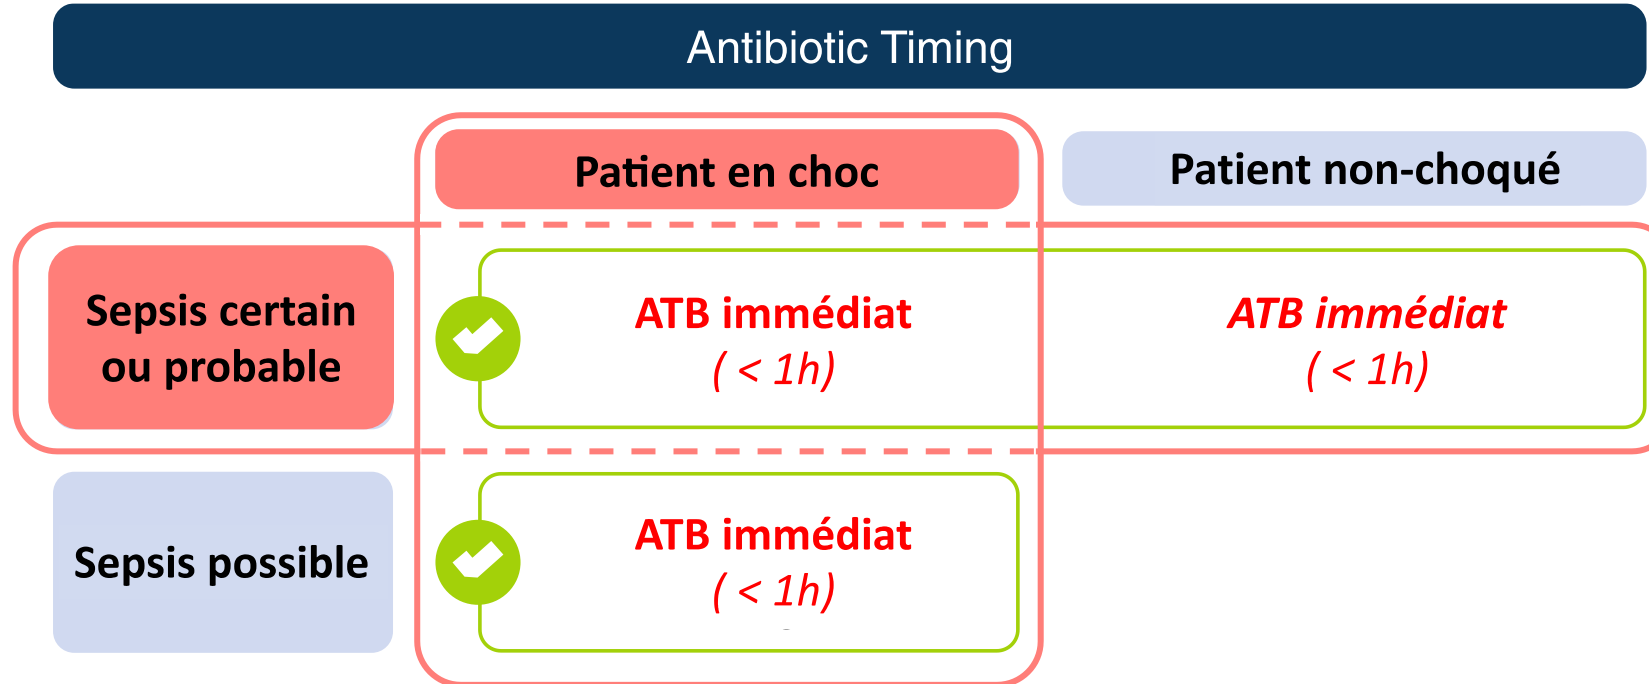 Antibiotic Timing
Patient en choc
Patient non-choqué
Sepsis certain
ou probable
ATB immédiat
( < 1h)
ATB immédiat
( < 1h)
Sepsis possible
ATB immédiat
( < 1h)